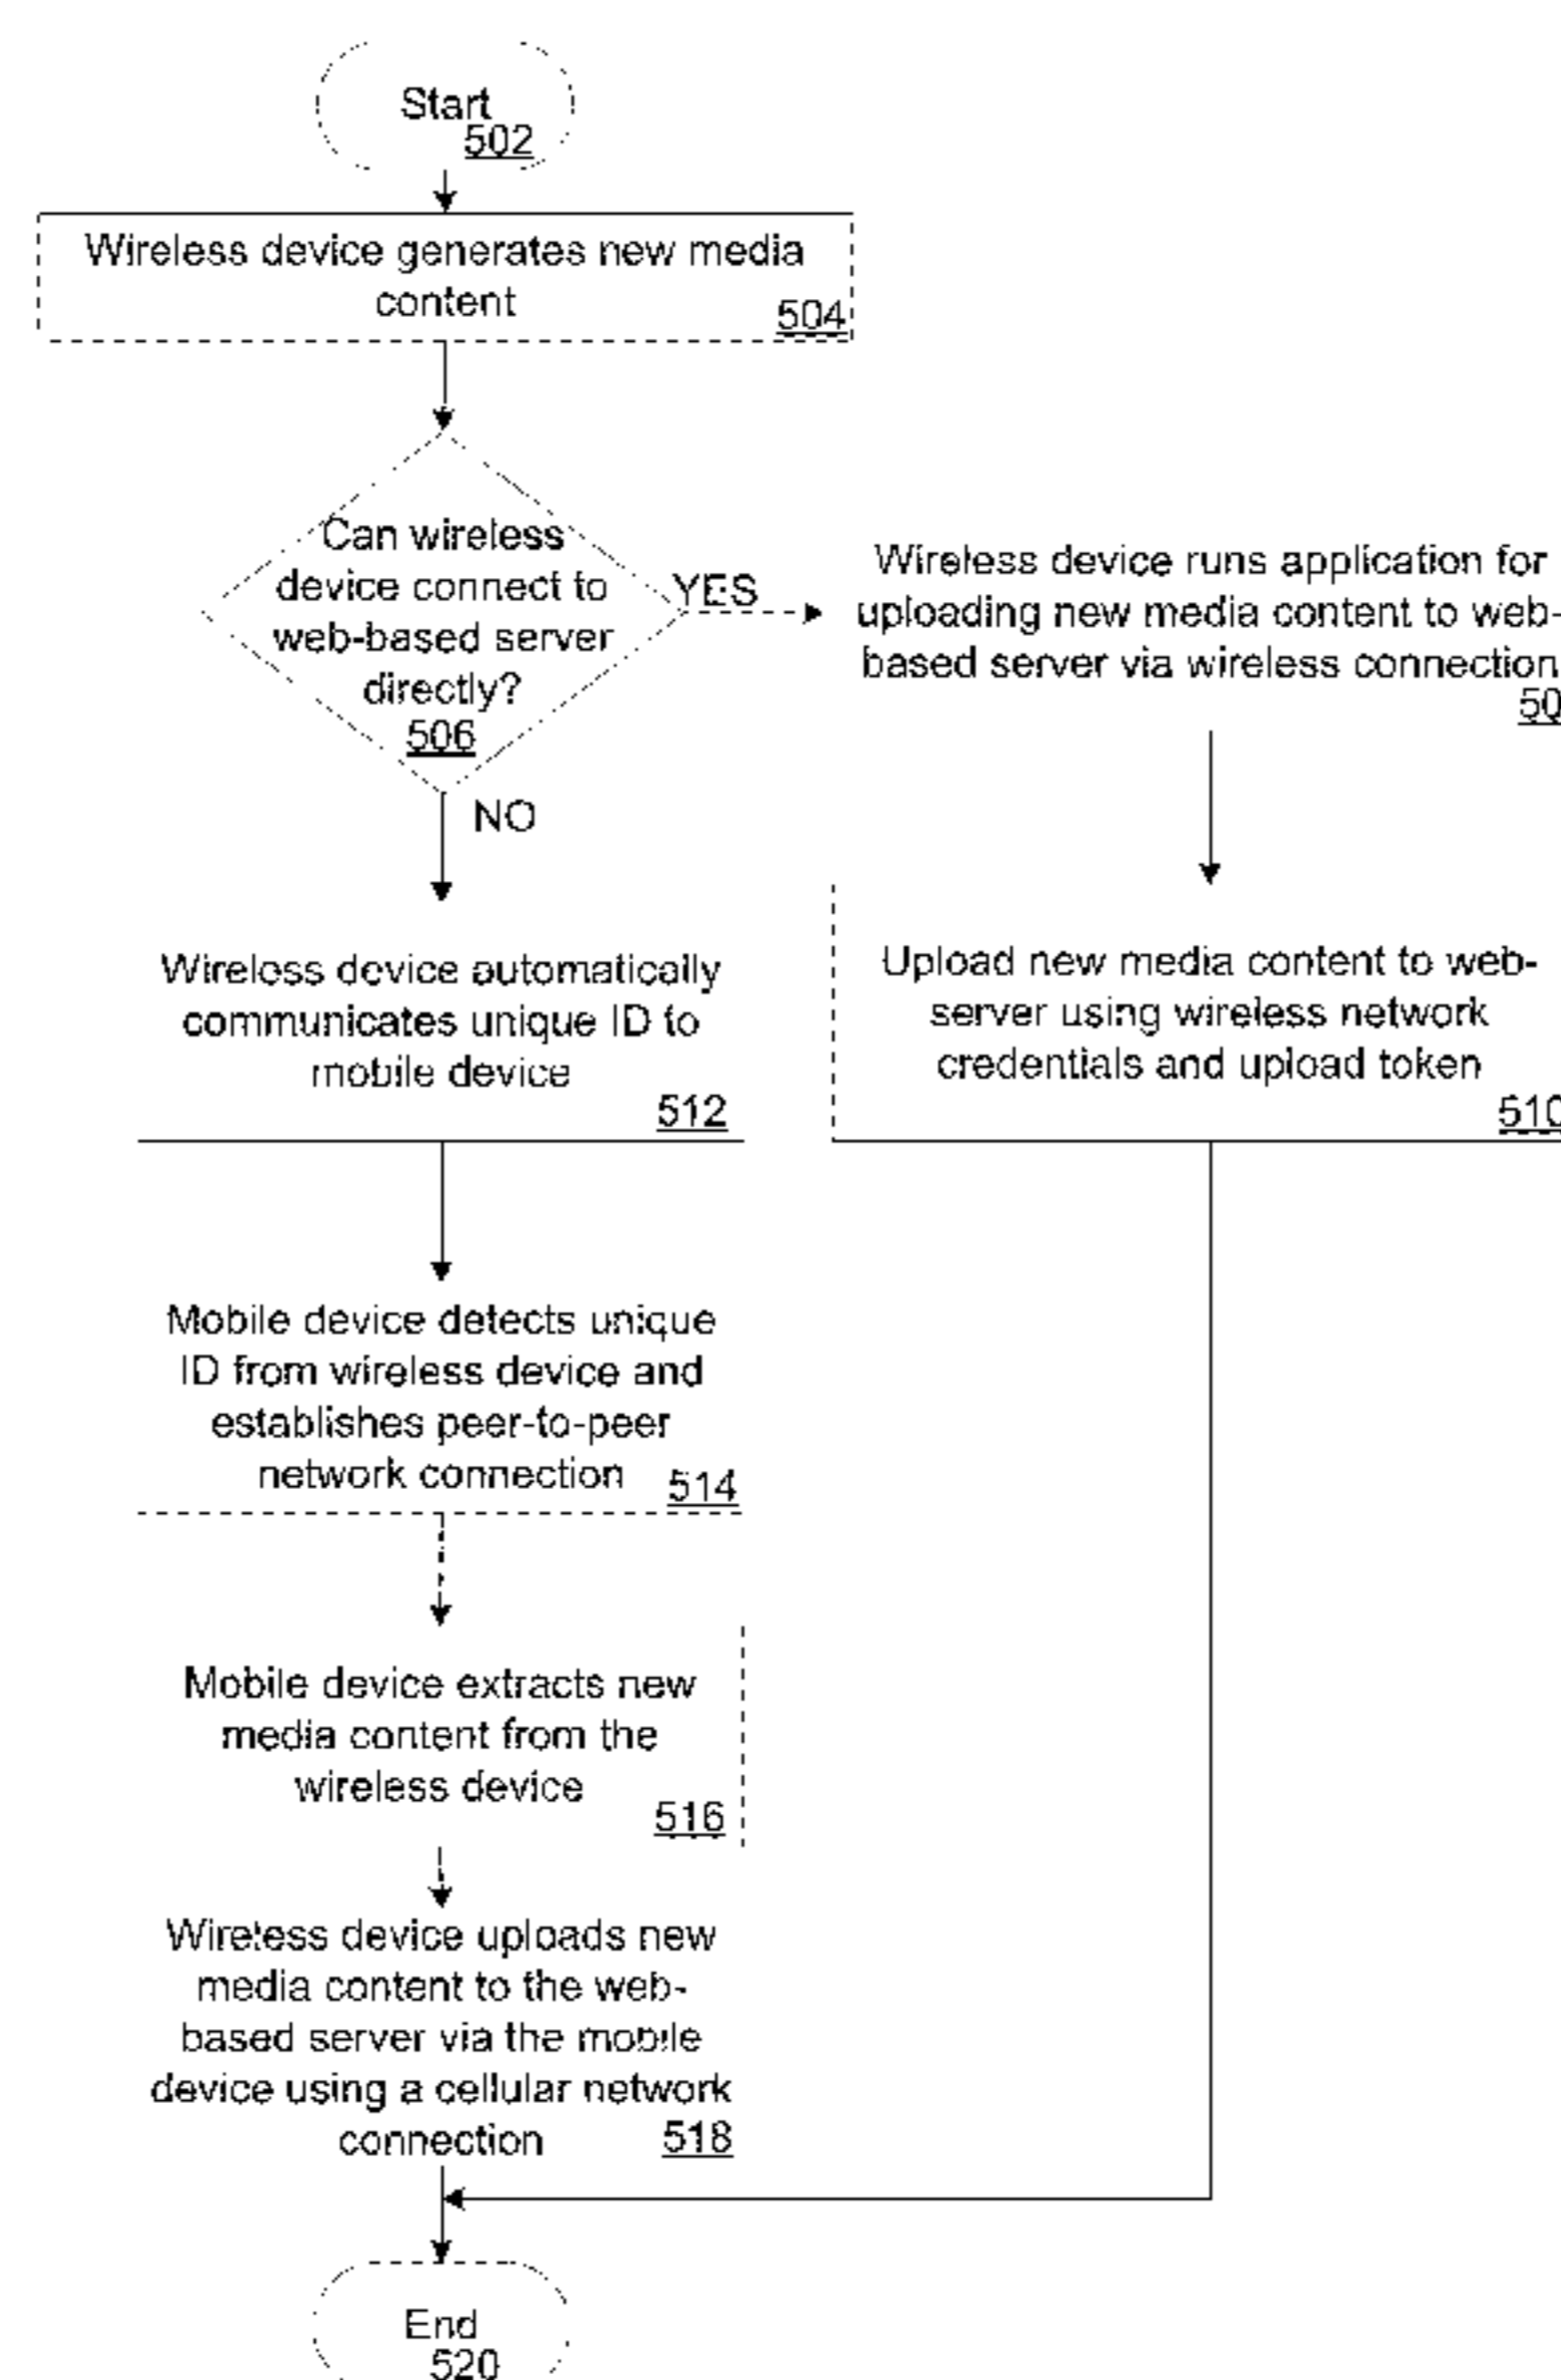 Start
502
Wireless device generates new media
content
504
Can wireless
device connect to
web-based server
directly?
506
YES
Wireless device runs application for
uploading new media content to web-
based server via wireless connection
50
NO
Upload new media content to web-
server using wireless network
credentials and upload token
510
Wireless device automatically
communicates unique ID to
mobile device
512
Mobile device detects unique
ID from wireless device and
establishes peer-to-peer
network connection
514
Mobile device extracts new
media content from the
wireless device
516
Wireless device uploads new
media content to the web-
based server via the mobile
device using a cellular network
connection
518
End
520